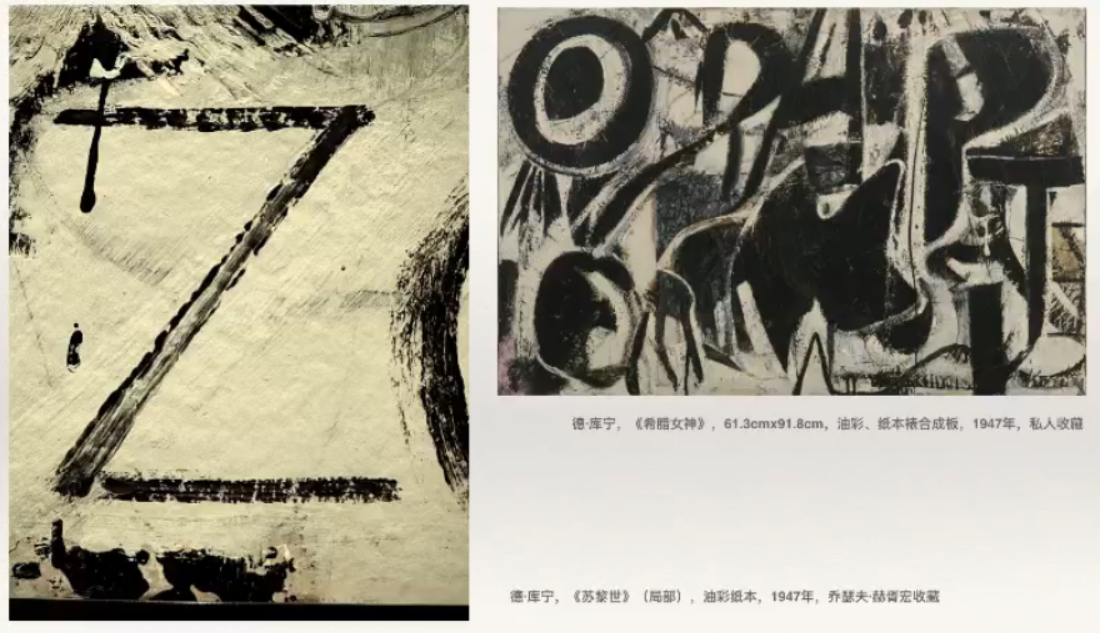 Z
ORAPT
德·库宁，《希腊女神》，61.3cmx91.8cm，油彩、纸本裱合成板，1947年，私人收藏
德·库宁，《苏黎世》（局部），油彩纸本，1947年，乔瑟夫·赫胥宏收藏